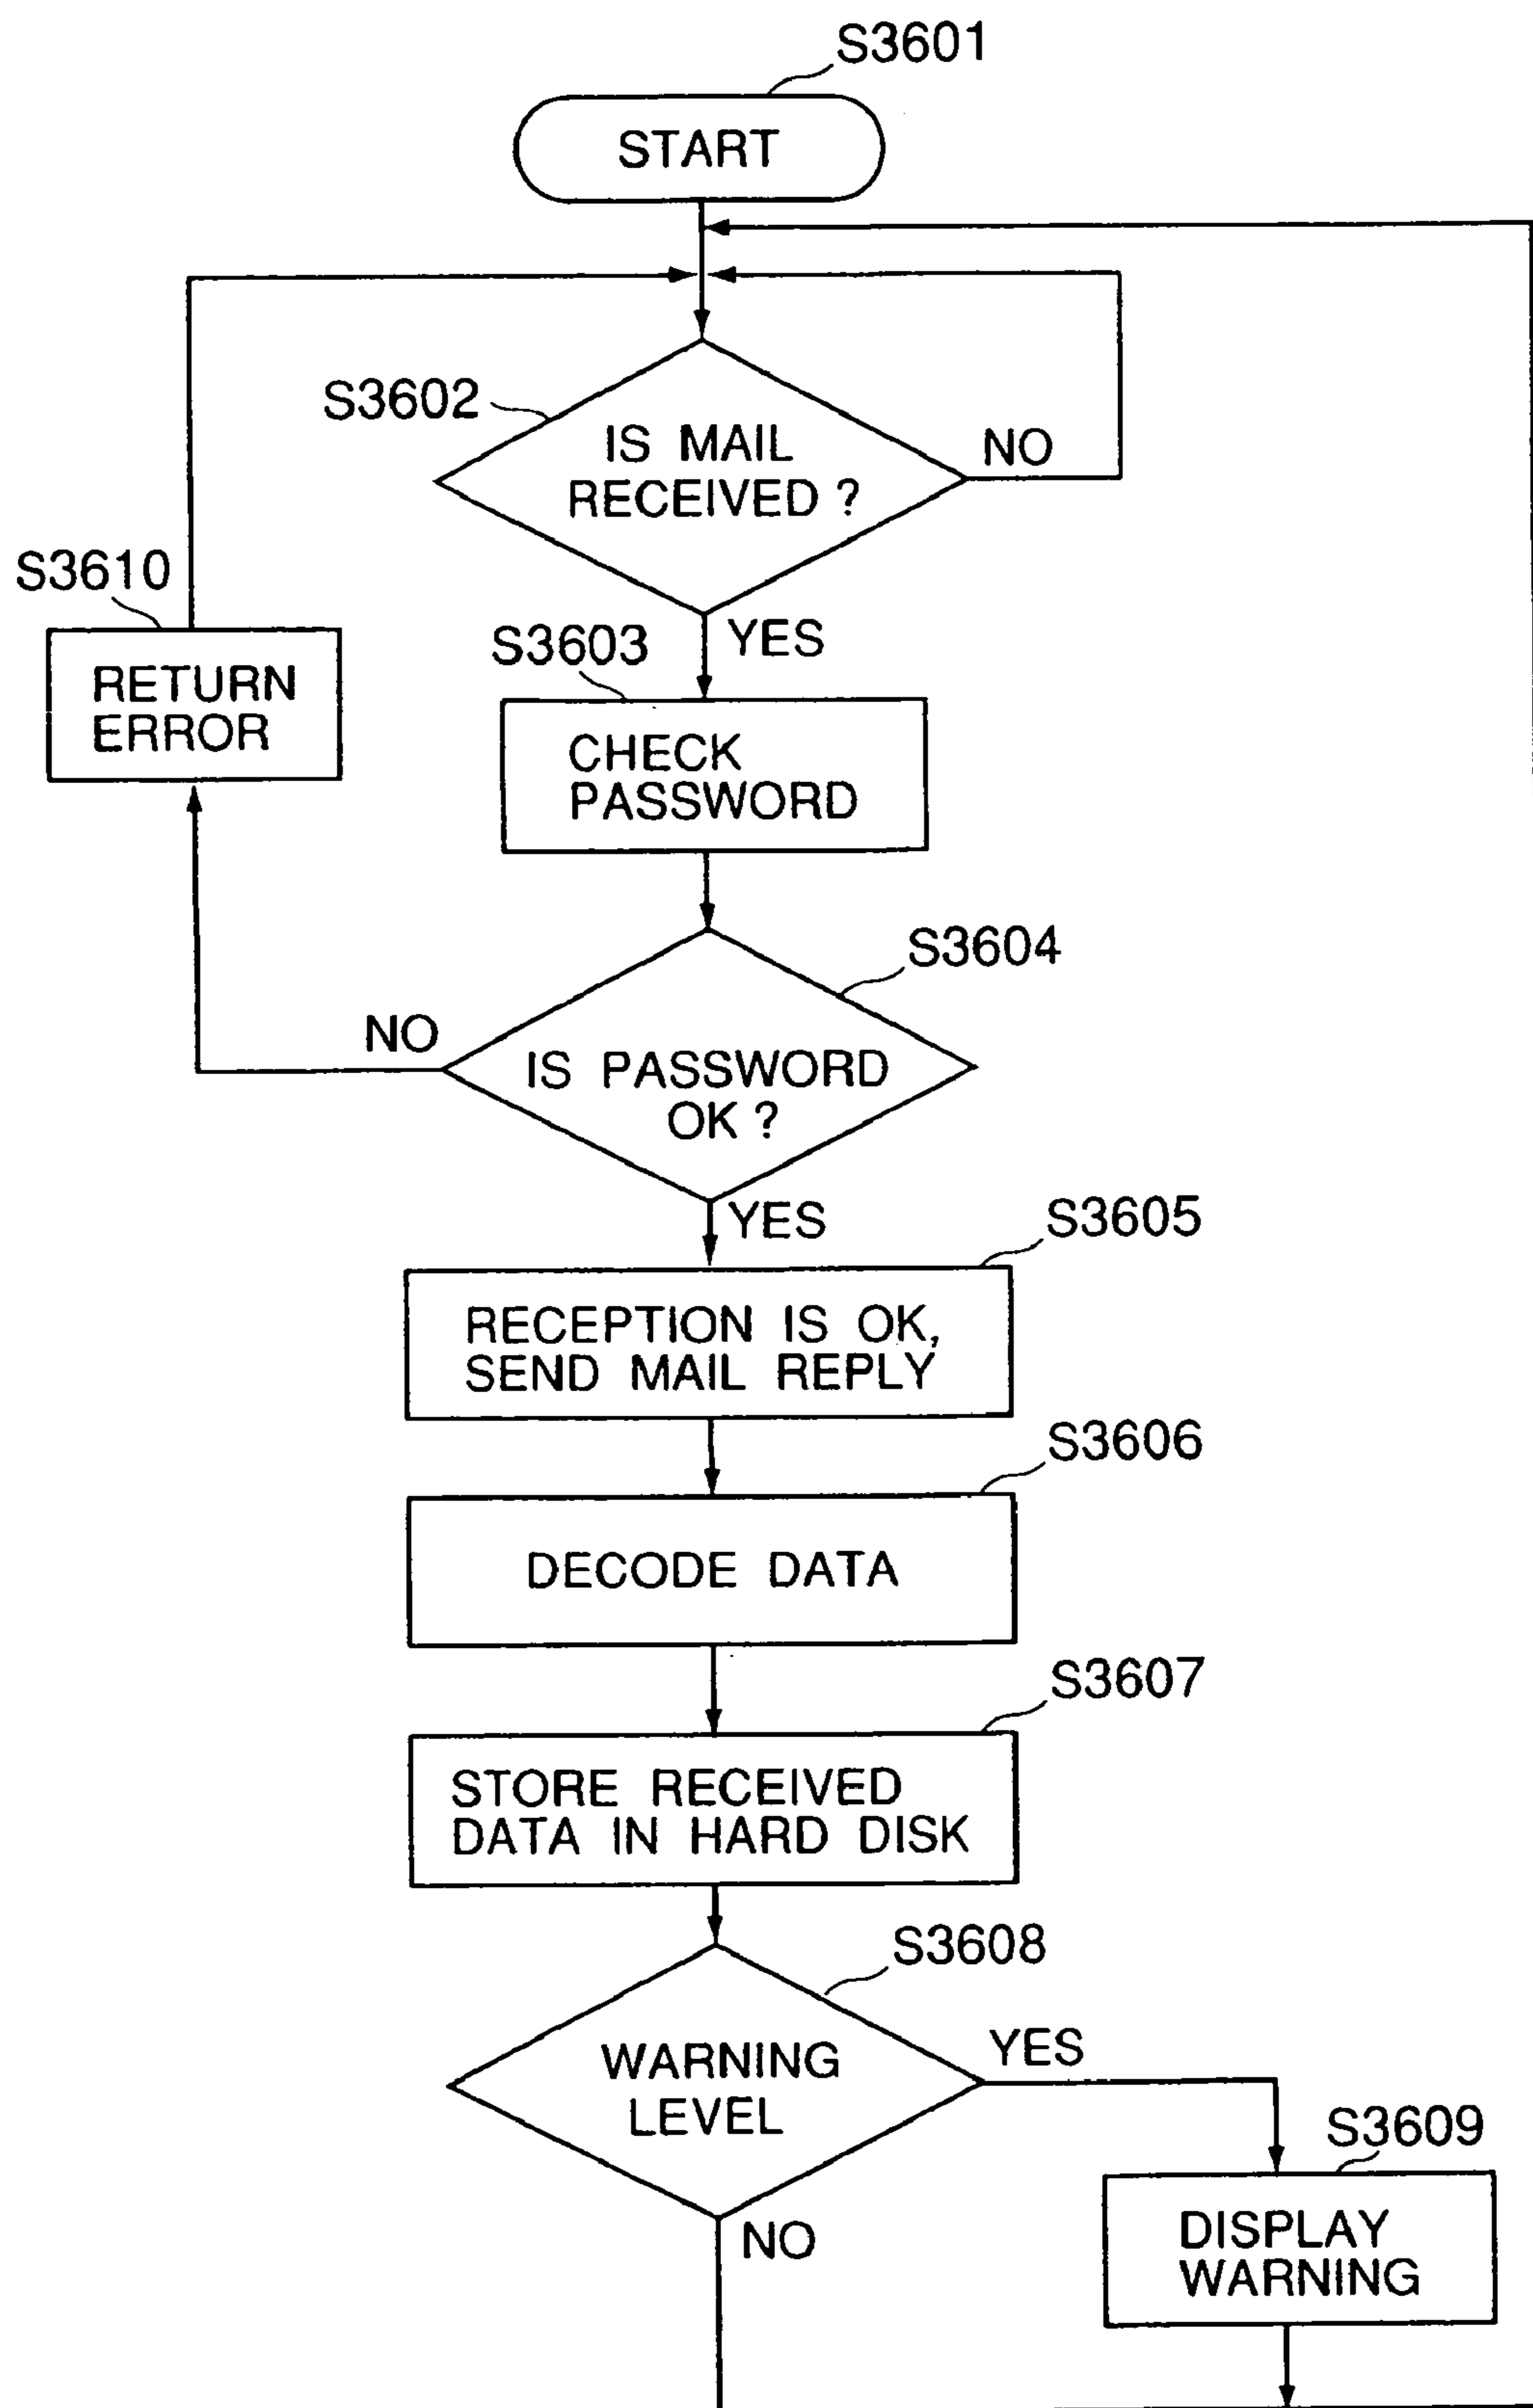 S3601
START
S3602
IS MAIL
RECEIVED ?
NO
S3610
RETURN
ERROR
YES
S3603
CHECK
PASSWORD
S3604
NO
IS PASSWORD
OK ?
YES
S3605
RECEPTION IS OK,
SEND MAIL REPLY
S3606
DECODE DATA
S3607
STORE RECEIVED
DATA IN HARD DISK
S3608
WARNING
LEVEL
YES
S3609
DISPLAY
WARNING
NO